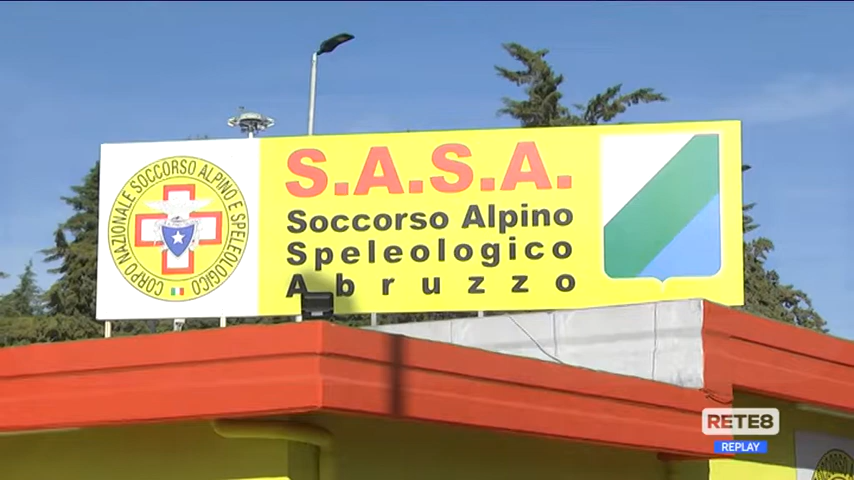 CORPO NAZIONALE SOCCORSO ALPINO E SPELEOLOGICO
S.A.S.A.
Soccorso Alpino
Speleologico
Abruzzo
RETE8
REPLAY